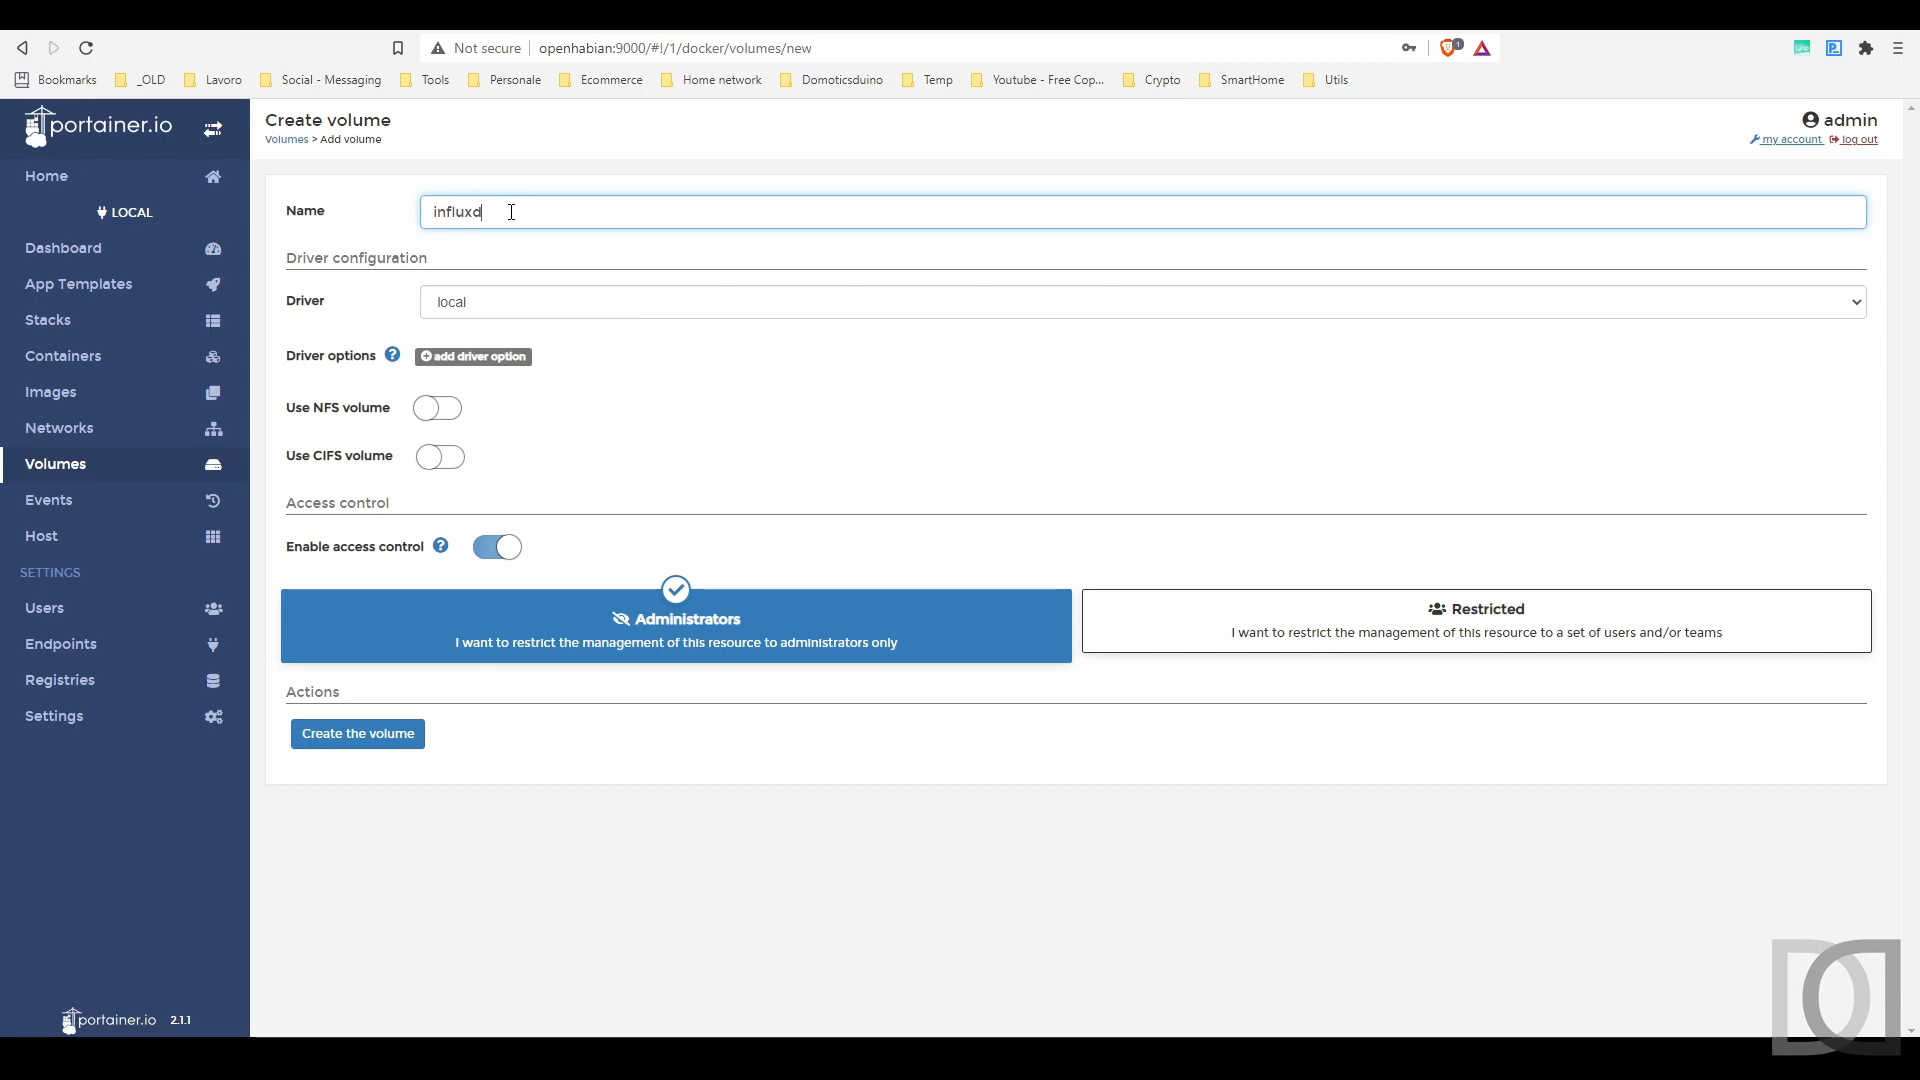 Not secure openhabian:9000/#!/1/docker/volumes/new
Bookmarks _OLD Lavoro Social - Messaging Tools Personale Ecommerce Home network Domoticsduino Temp Youtube - Free Cop... Crypto SmartHome Utils
portainer.io
Create volume
Volumes > Add volume
admin
my account log out
Home
LOCAL
Dashboard
App Templates
Stacks
Containers
Images
Networks
Volumes
Events
Host
SETTINGS
Users
Endpoints
Registries
Settings
portainer.io 2.1.1
Name influxd
Driver configuration
Driver local
Driver options ? add driver option
Use NFS volume
Use CIFS volume
Access control
Enable access control ?
Administrators
I want to restrict the management of this resource to administrators only
Restricted
I want to restrict the management of this resource to a set of users and/or teams
Actions
Create the volume